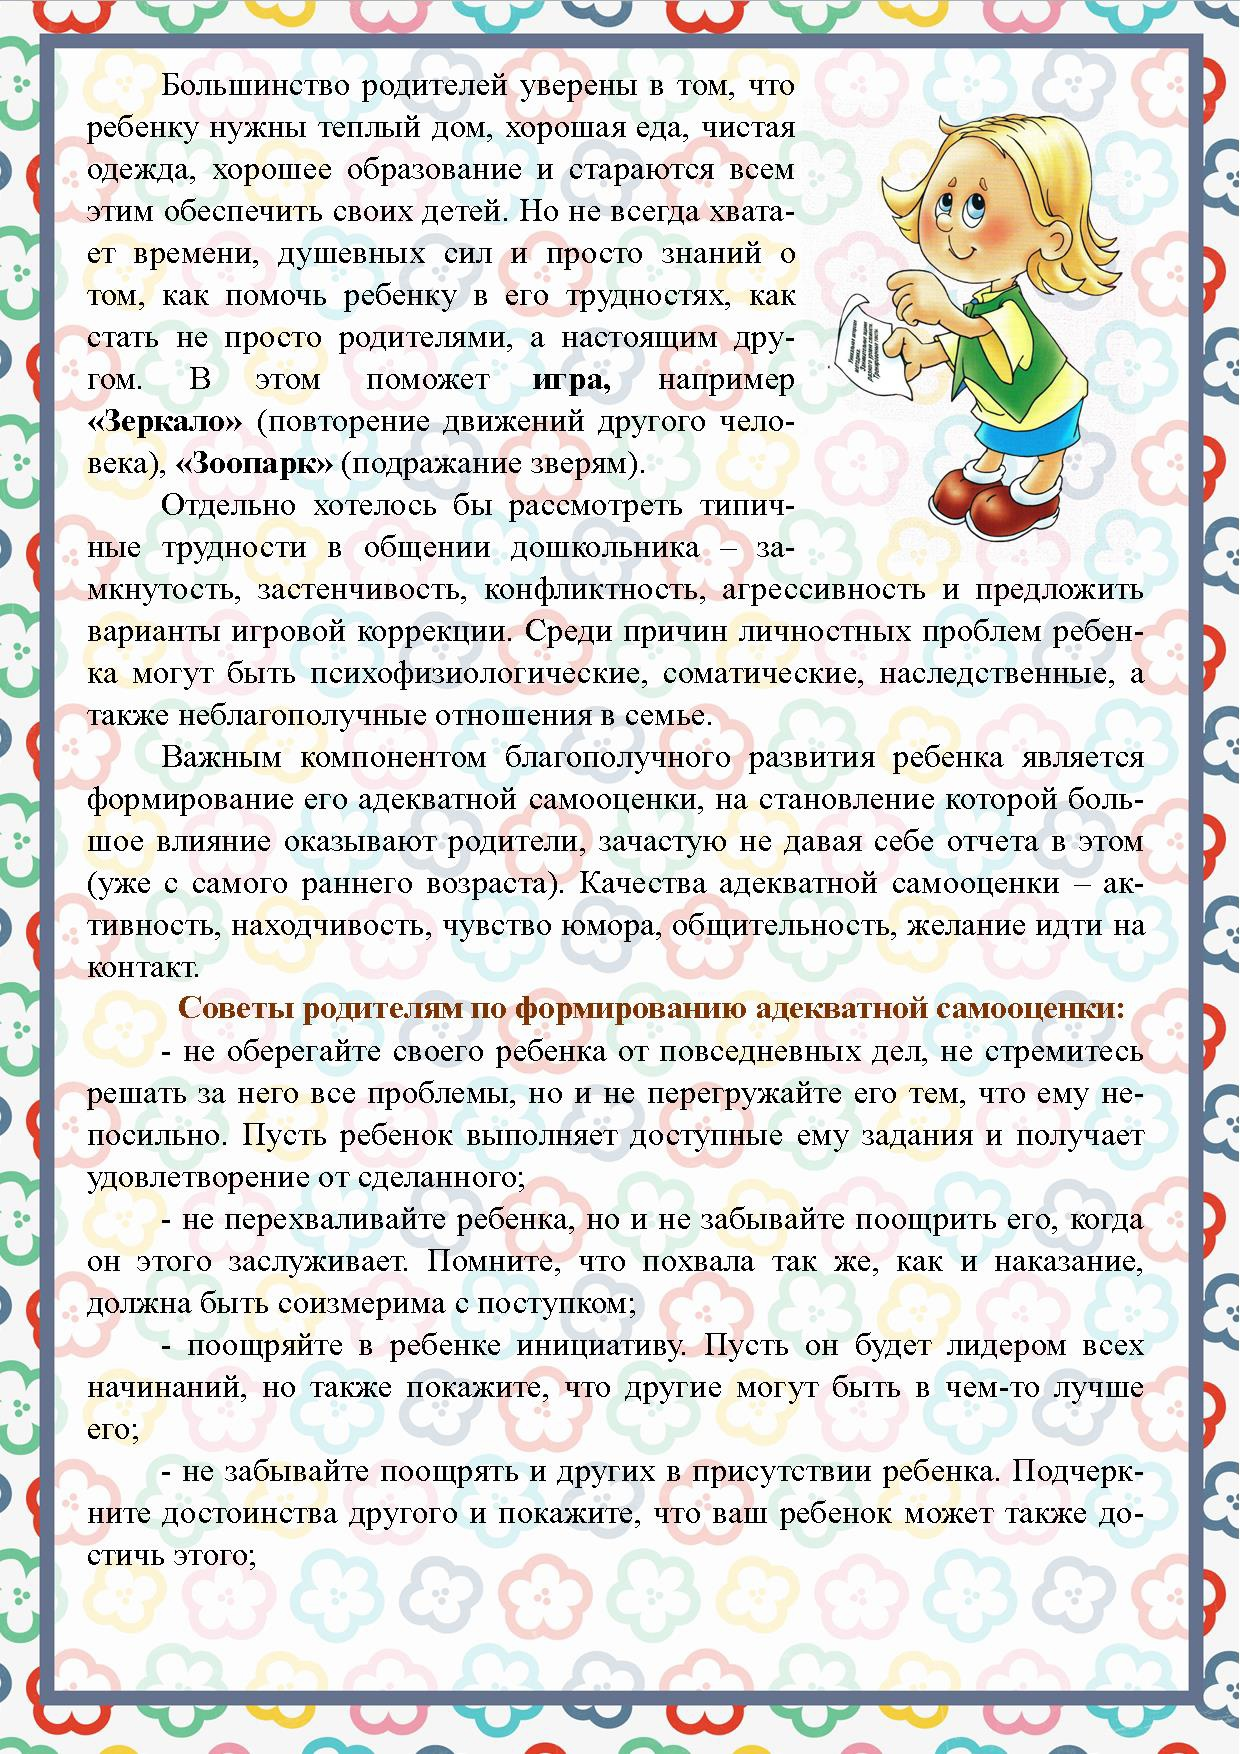 Большинство родителей уверены в том, что
ребенку нужны теплый дом, хорошая еда, чистая
одежда, хорошее образование и стараются всем
этим обеспечить своих детей. Но не всегда хвата-
ет времени, душевных сил и просто знаний о
том, как помочь ребенку в его трудностях, как
стать не просто родителями, а настоящим дру-
гом. В этом поможет игра, например
«Зеркало» (повторение движений другого чело-
века), «Зоопарк» (подражание зверям).
Отдельно хотелось бы рассмотреть типич-
ные трудности в общении дошкольника – за-
мкнутость, застенчивость, конфликтность, агрессивность и предложить
варианты игровой коррекции. Среди причин личностных проблем ребен-
ка могут быть психофизиологические, соматические, наследственные, а
также неблагополучные отношения в семье.
Важным компонентом благополучного развития ребенка является
формирование его адекватной самооценки, на становление которой боль-
шое влияние оказывают родители, зачастую не давая себе отчета в этом
(уже с самого раннего возраста). Качества адекватной самооценки – ак-
тивность, находчивость, чувство юмора, общительность, желание идти на
контакт.
Советы родителям по формированию адекватной самооценки:
- не оберегайте своего ребенка от повседневных дел, не стремитесь
решать за него все проблемы, но и не перегружайте его тем, что ему не-
посильно. Пусть ребенок выполняет доступные ему задания и получает
удовлетворение от сделанного;
- не перехваливайте ребенка, но и не забывайте поощрить его, когда
он этого заслуживает. Помните, что похвала так же, как и наказание,
должна быть соизмерима с поступком;
- поощряйте в ребенке инициативу. Пусть он будет лидером всех
начинаний, но также покажите, что другие могут быть в чем-то лучше
его;
- не забывайте поощрять и других в присутствии ребенка. Подчерк-
ните достоинства другого и покажите, что ваш ребенок может также до-
стичь этого;